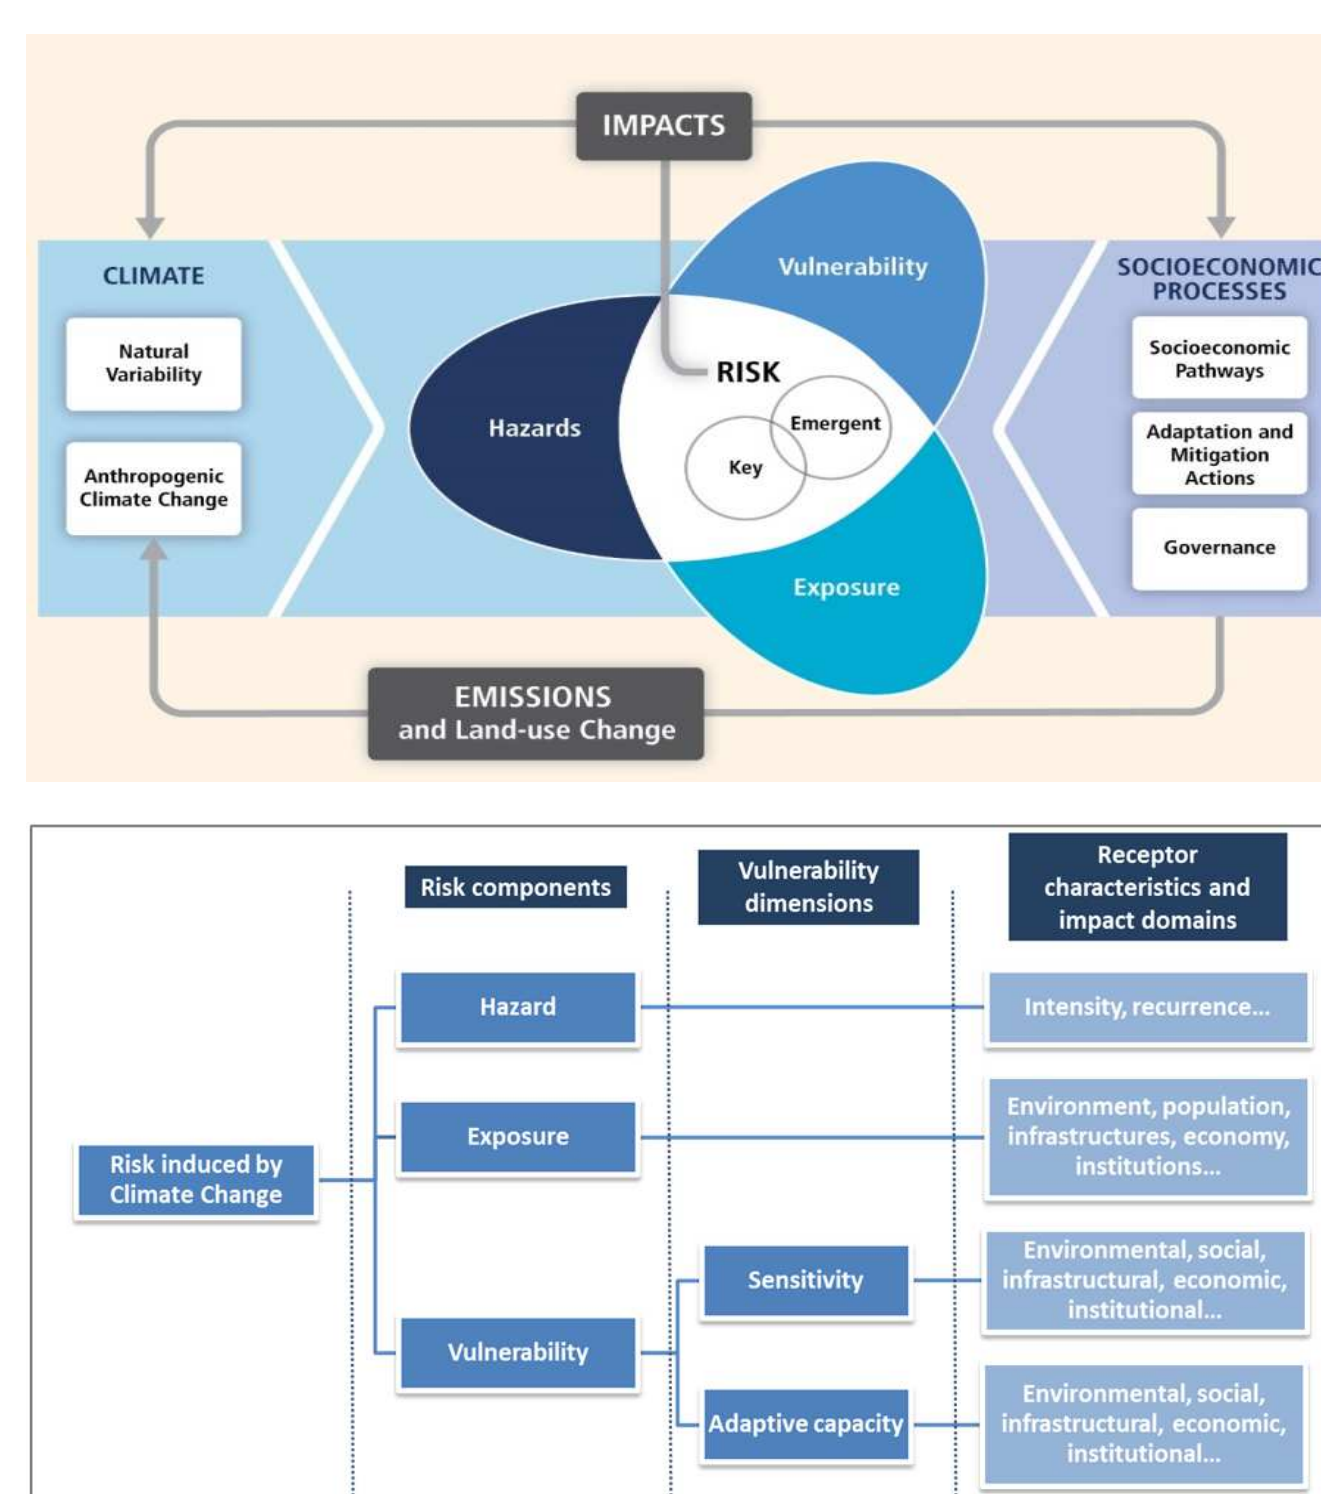 IMPACTS
CLIMATE
Natural
Variability
Anthropogenic
Climate Change
Vulnerability
Hazards
RISK
Emergent
Key
Exposure
SOCIOECONOMIC
PROCESSES
Socioeconomic
Pathways
Adaptation and
Mitigation
Actions
Governance
EMISSIONS
and Land-use Change
Risk components
Vulnerability
dimensions
Receptor
characteristics and
impact domains
Hazard
Intensity, recurrence...
Exposure
Environment, population,
infrastructures, economy,
institutions...
Risk induced by
Climate Change
Vulnerability
Sensitivity
Environmental, social,
infrastructural, economic,
institutional...
Adaptive capacity
Environmental, social,
infrastructural, economic,
institutional...